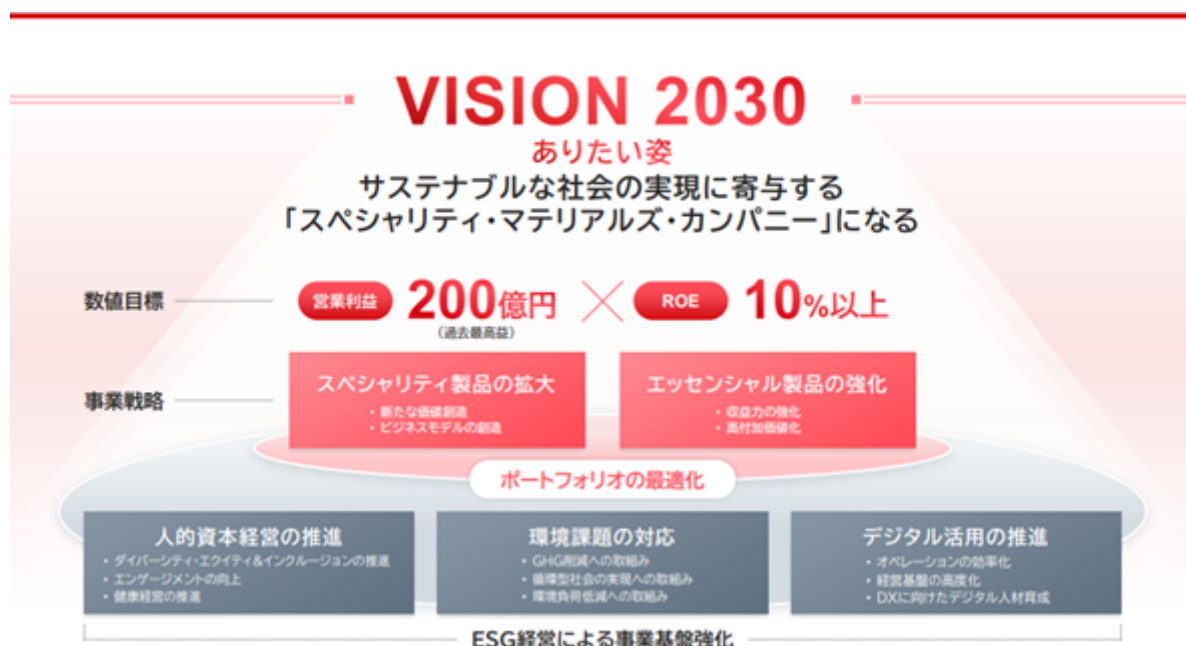 VISION 2030
ありたい姿
サステナブルな社会の実現に寄与する
「スペシャリティ・マテリアルズ・カンパニー」になる
数値目標
営業利益 200億円 × ROE 10%以上
(過去最高益)
事業戦略
スペシャリティ製品の拡大
・新たな価値創造
・ビジネスモデルの創造
エッセンシャル製品の強化
・収益力の強化
・高付加価値化
ポートフォリオの最適化
人的資本経営の推進
・ダイバーシティ・エクイティ&インクルージョンの推進
・エンゲージメントの向上
・健康経営の推進
環境課題の対応
・GHG削減への取組み
・循環型社会の実現への取組み
・環境負荷低減への取組み
デジタル活用の推進
・オペレーションの効率化
・経営基盤の高度化
・DXに向けたデジタル人材育成
ESG経営による事業基盤強化